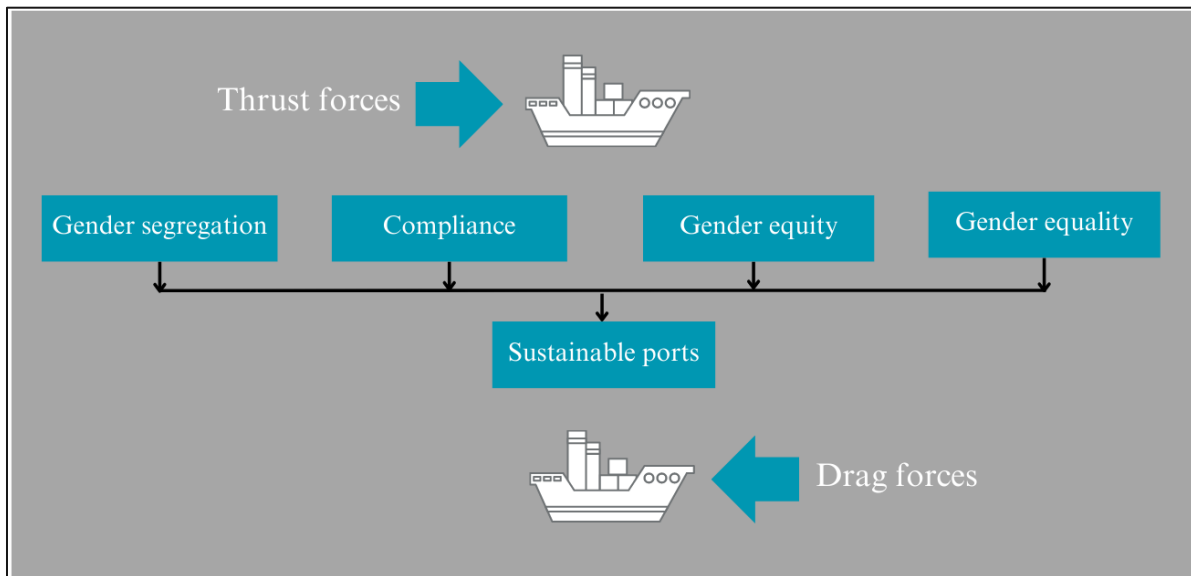 Thrust forces
Gender segregation
Compliance
Gender equity
Gender equality
Sustainable ports
Drag forces